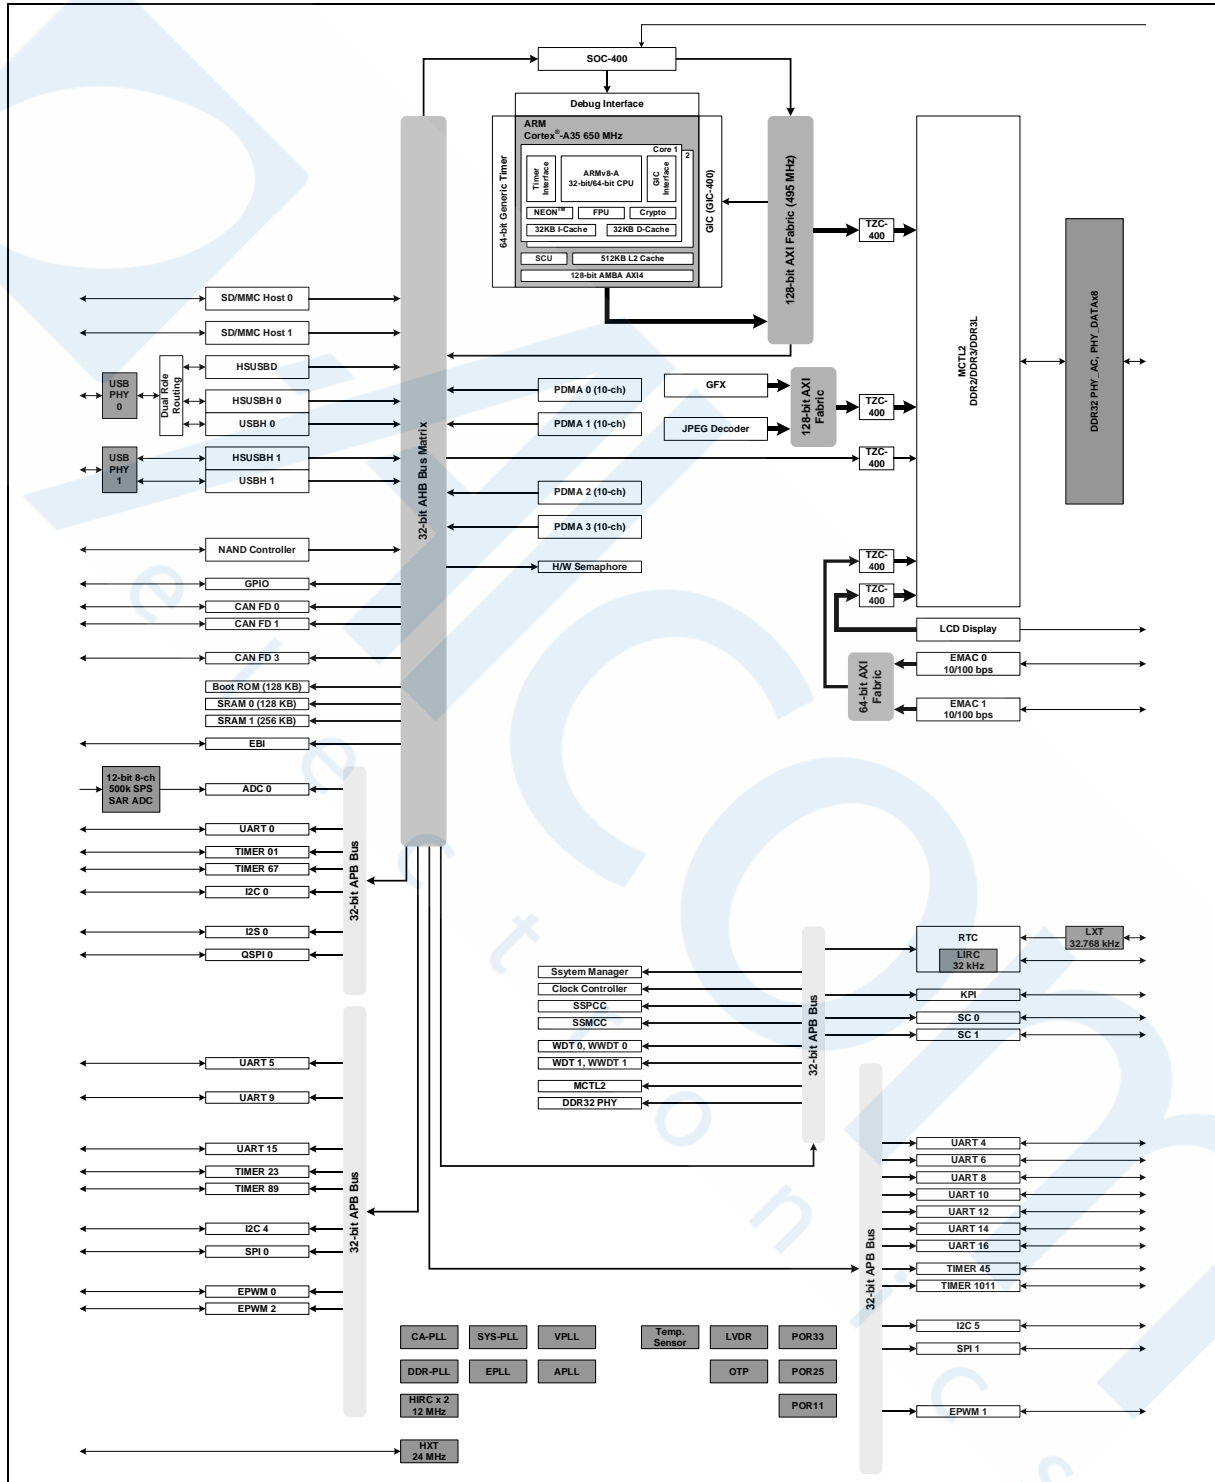 SOC-400
Debug Interface
ARM
Cortex®-A35 650 MHz
Core 1
2
Timer Interface
ARMv8-A
32-bit/64-bit CPU
GIC Interface
NEON™
FPU
Crypto
32KB I-Cache
32KB D-Cache
SCU
512KB L2 Cache
128-bit AMBA AXI4
64-bit Generic Timer
GIC (GIC-400)
128-bit AXI Fabric (495 MHz)
TZC-
400
MCTL2
DDR2/DDR3/DDR3L
DDR32 PHY_AC, PHY_DATAx8
32-bit AHB Bus Matrix
SD/MMC Host 0
SD/MMC Host 1
USB
PHY
0
Dual Role
Routing
HSUSBD
HSUSBH 0
USBH 0
USB
PHY
1
HSUSBH 1
USBH 1
PDMA 0 (10-ch)
PDMA 1 (10-ch)
PDMA 2 (10-ch)
PDMA 3 (10-ch)
H/W Semaphore
GFX
JPEG Decoder
128-bit AXI
Fabric
TZC-
400
TZC-
400
TZC-
400
TZC-
400
LCD Display
64-bit AXI
Fabric
EMAC 0
10/100 bps
EMAC 1
10/100 bps
NAND Controller
GPIO
CAN FD 0
CAN FD 1
CAN FD 3
Boot ROM (128 KB)
SRAM 0 (128 KB)
SRAM 1 (256 KB)
EBI
12-bit 8-ch
500k SPS
SAR ADC
ADC 0
UART 0
TIMER 01
TIMER 67
I2C 0
I2S 0
QSPI 0
32-bit APB Bus
UART 5
UART 9
UART 15
TIMER 23
TIMER 89
I2C 4
SPI 0
EPWM 0
EPWM 2
32-bit APB Bus
Ssytem Manager
Clock Controller
SSPCC
SSMCC
WDT 0, WWDT 0
WDT 1, WWDT 1
MCTL2
DDR32 PHY
32-bit APB Bus
RTC
LIRC
32 kHz
LXT
32.768 kHz
KPI
SC 0
SC 1
32-bit APB Bus
UART 4
UART 6
UART 8
UART 10
UART 12
UART 14
UART 16
TIMER 45
TIMER 1011
I2C 5
SPI 1
EPWM 1
CA-PLL
SYS-PLL
VPLL
Temp.
Sensor
LVDR
POR33
DDR-PLL
EPLL
APLL
OTP
POR25
HIRC x 2
12 MHz
POR11
HXT
24 MHz